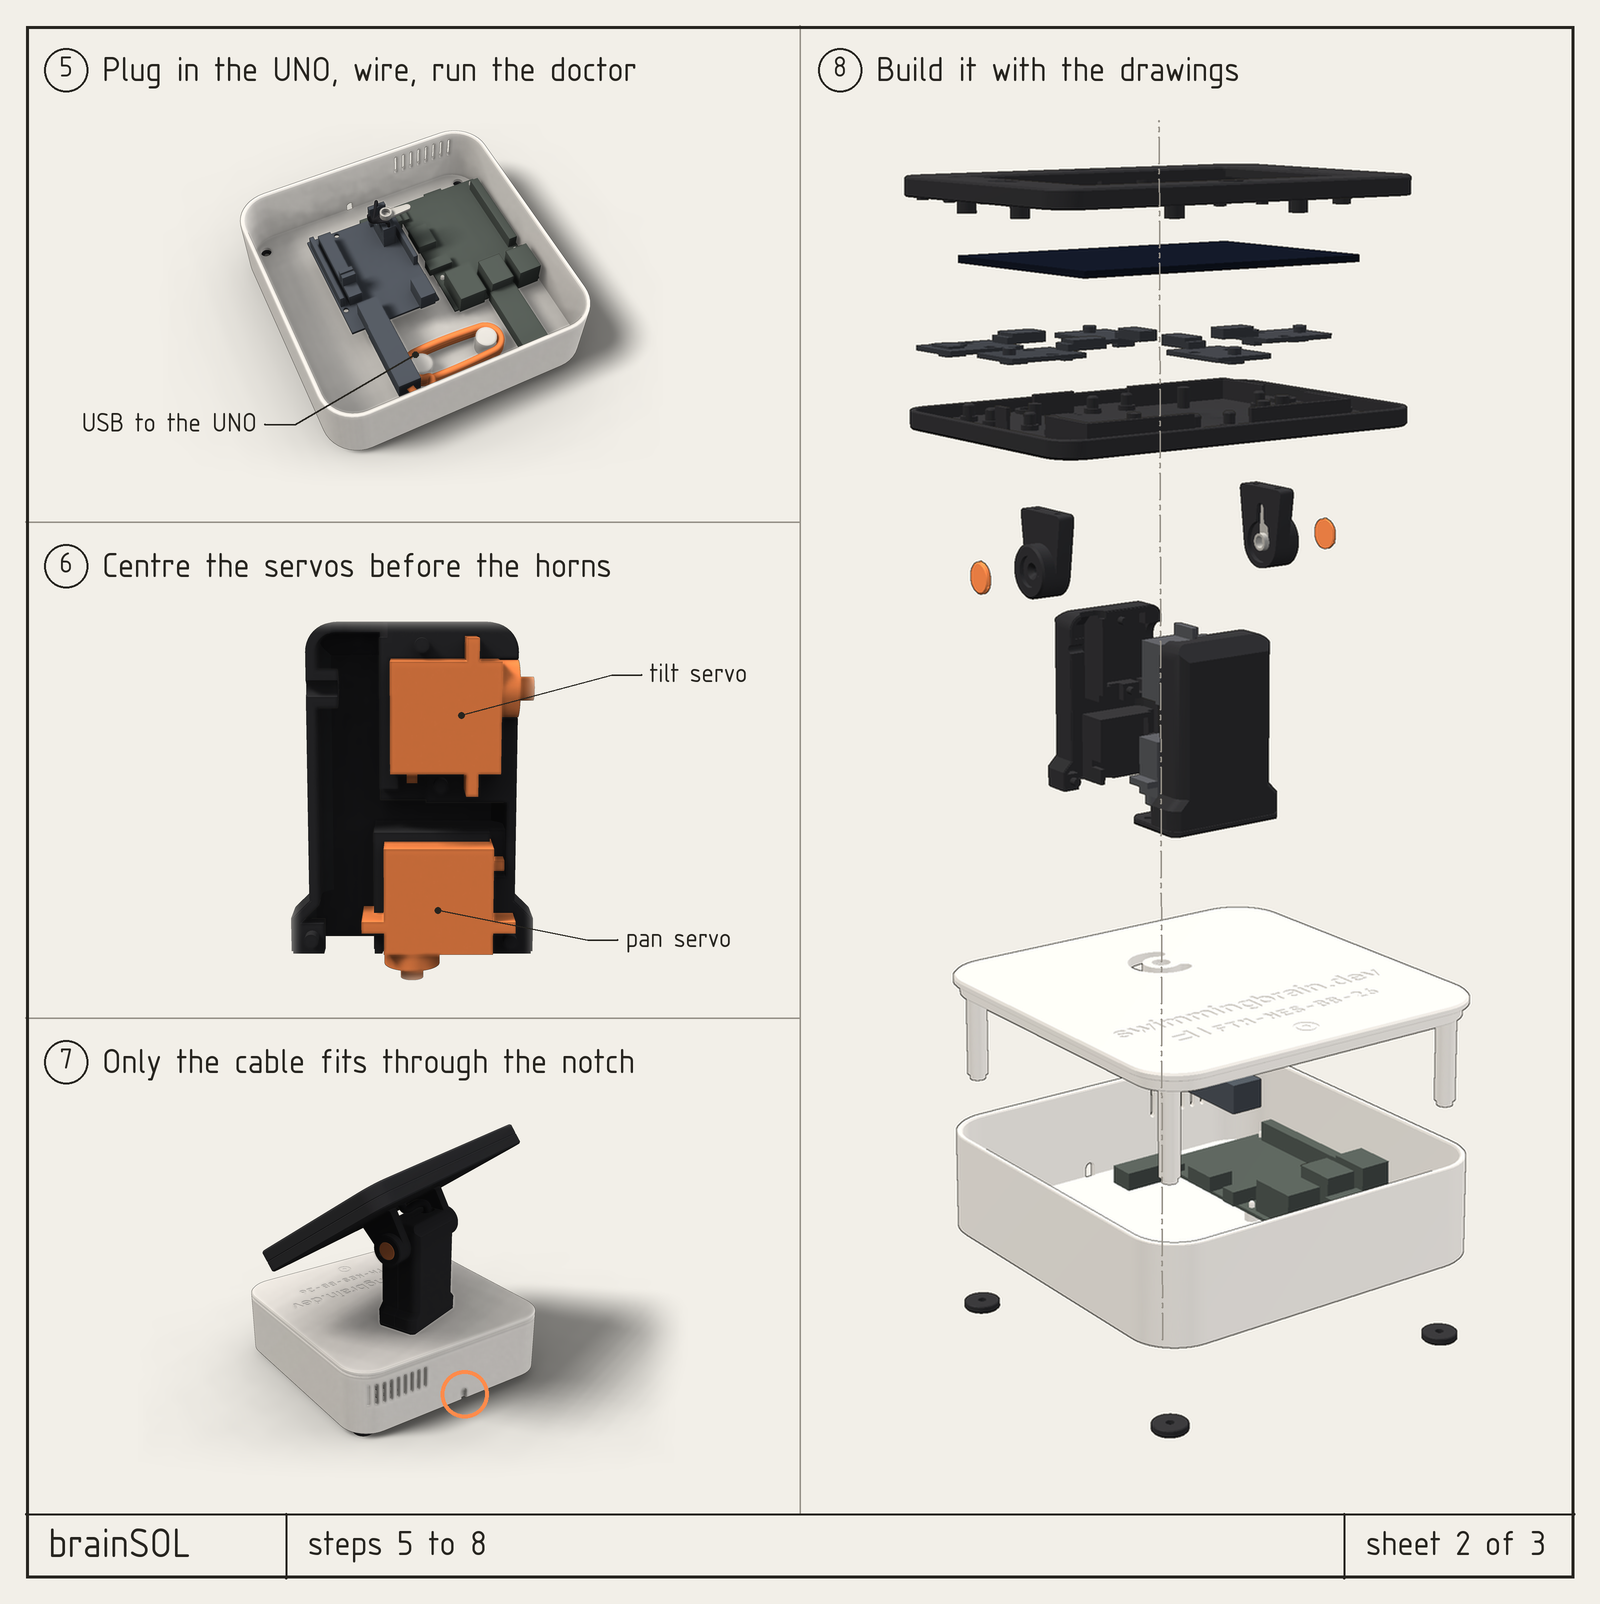 5 Plug in the UNO, wire, run the doctor
USB to the UNO
6 Centre the servos before the horns
tilt servo
pan servo
7 Only the cable fits through the notch
8 Build it with the drawings
swimmingbrain.dev
brainSOL
steps 5 to 8
sheet 2 of 3